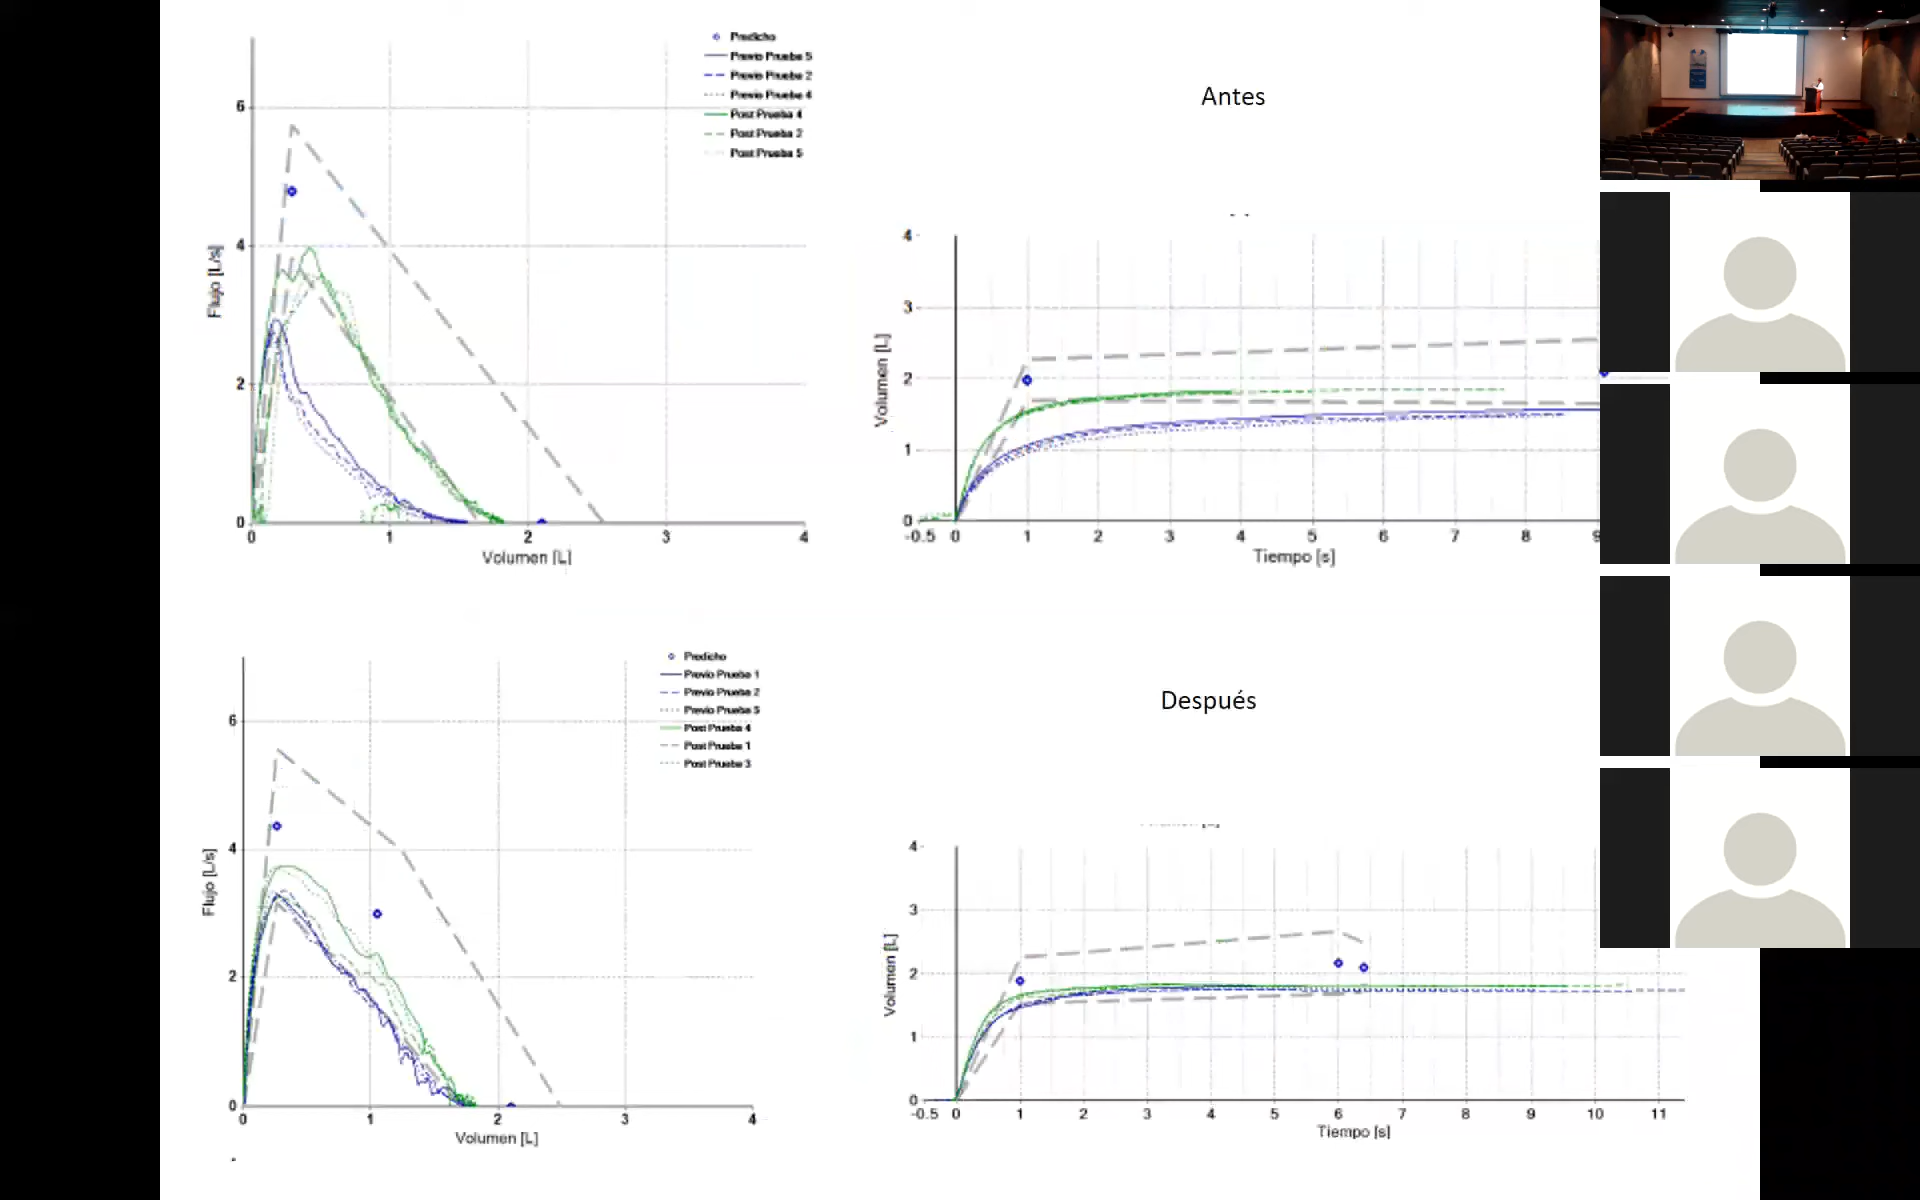 Predicho
Previo Prueba 5
Previo Prueba 2
Previo Prueba 4
Post Prueba 4
Post Prueba 2
Post Prueba 5
6
4
2
0
Flujo [L/s]
0 1 2 3 4
Volumen [L]
Antes
4
3
2
1
0
Volumen [L]
-0.5 0 1 2 3 4 5 6 7 8 9
Tiempo [s]
Predicho
Previo Prueba 1
Previo Prueba 2
Previo Prueba 5
Post Prueba 4
Post Prueba 1
Post Prueba 3
6
4
2
0
Flujo [L/s]
0 1 2 3 4
Volumen [L]
Después
4
3
2
1
0
Volumen [L]
-0.5 0 1 2 3 4 5 6 7 8 9 10 11
Tiempo [s]